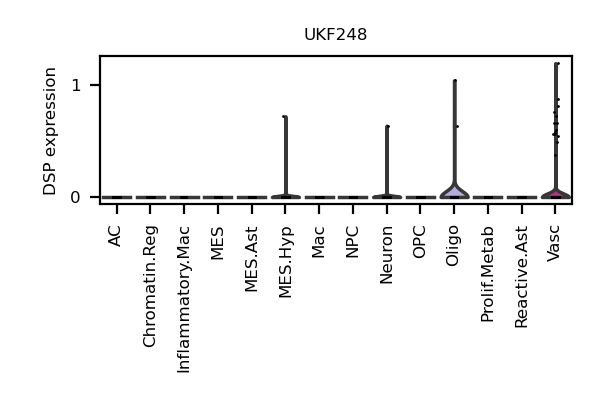 UKF248
DSP expression
1
0
AC
Chromatin.Reg
Inflammatory.Mac
MES
MES.Ast
MES.Hyp
Mac
NPC
Neuron
OPC
Oligo
Prolif.Metab
Reactive.Ast
Vasc